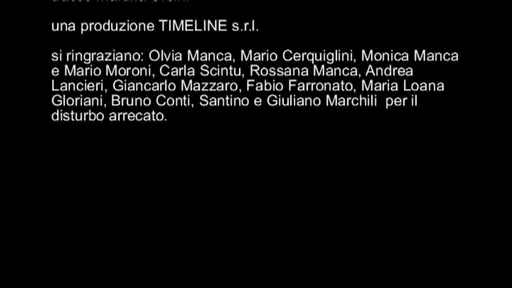 una produzione TIMELINE s.r.l.
si ringraziano: Olvia Manca, Mario Cerquiglini, Monica Manca
e Mario Moroni, Carla Scintu, Rossana Manca, Andrea
Lancieri, Giancarlo Mazzaro, Fabio Farronato, Maria Loana
Gloriani, Bruno Conti, Santino e Giuliano Marchili per il
disturbo arrecato.